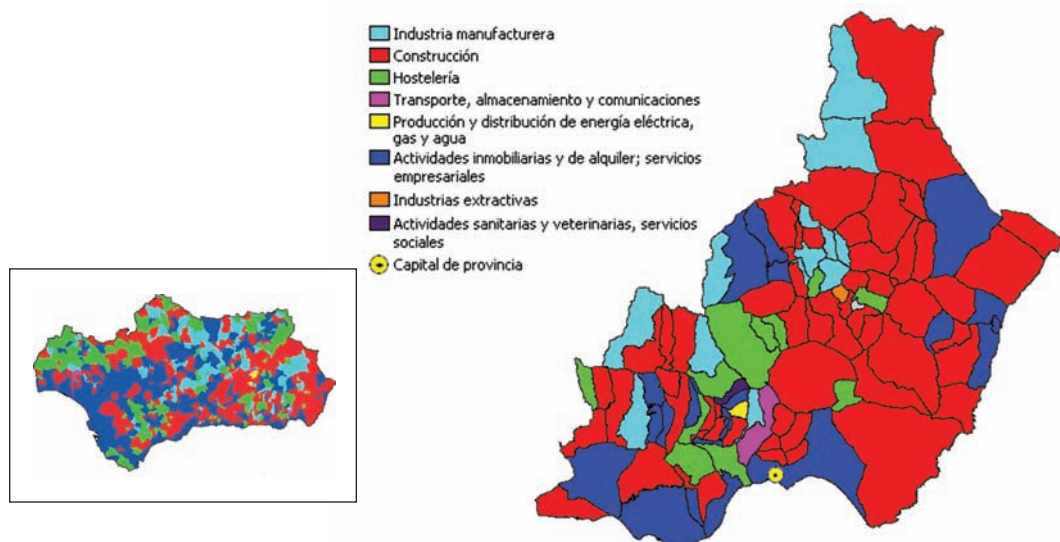 Industria manufacturera
Construcción
Hostelería
Transporte, almacenamiento y comunicaciones
Producción y distribución de energía eléctrica,
gas y agua
Actividades inmobiliarias y de alquiler; servicios
empresariales
Industrias extractivas
Actividades sanitarias y veterinarias, servicios
sociales
Capital de provincia